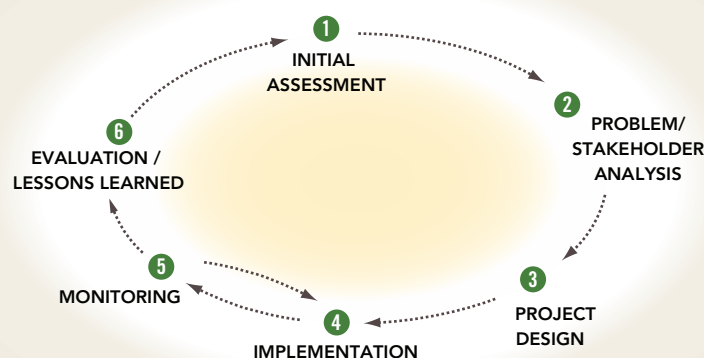 1
INITIAL
ASSESSMENT
2
PROBLEM/
STAKEHOLDER
ANALYSIS
3
PROJECT
DESIGN
4
IMPLEMENTATION
5
MONITORING
6
EVALUATION /
LESSONS LEARNED